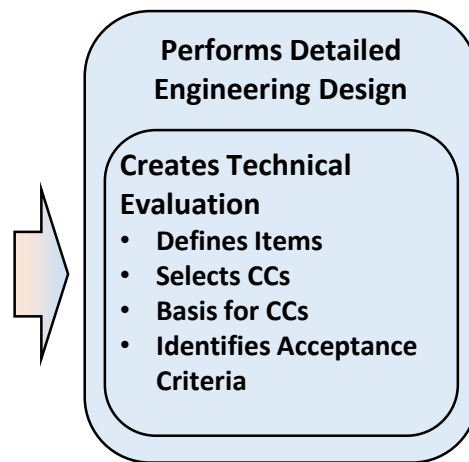 Performs Detailed
Engineering Design
Creates Technical
Evaluation
• Defines Items
• Selects CCs
• Basis for CCs
• Identifies Acceptance
Criteria